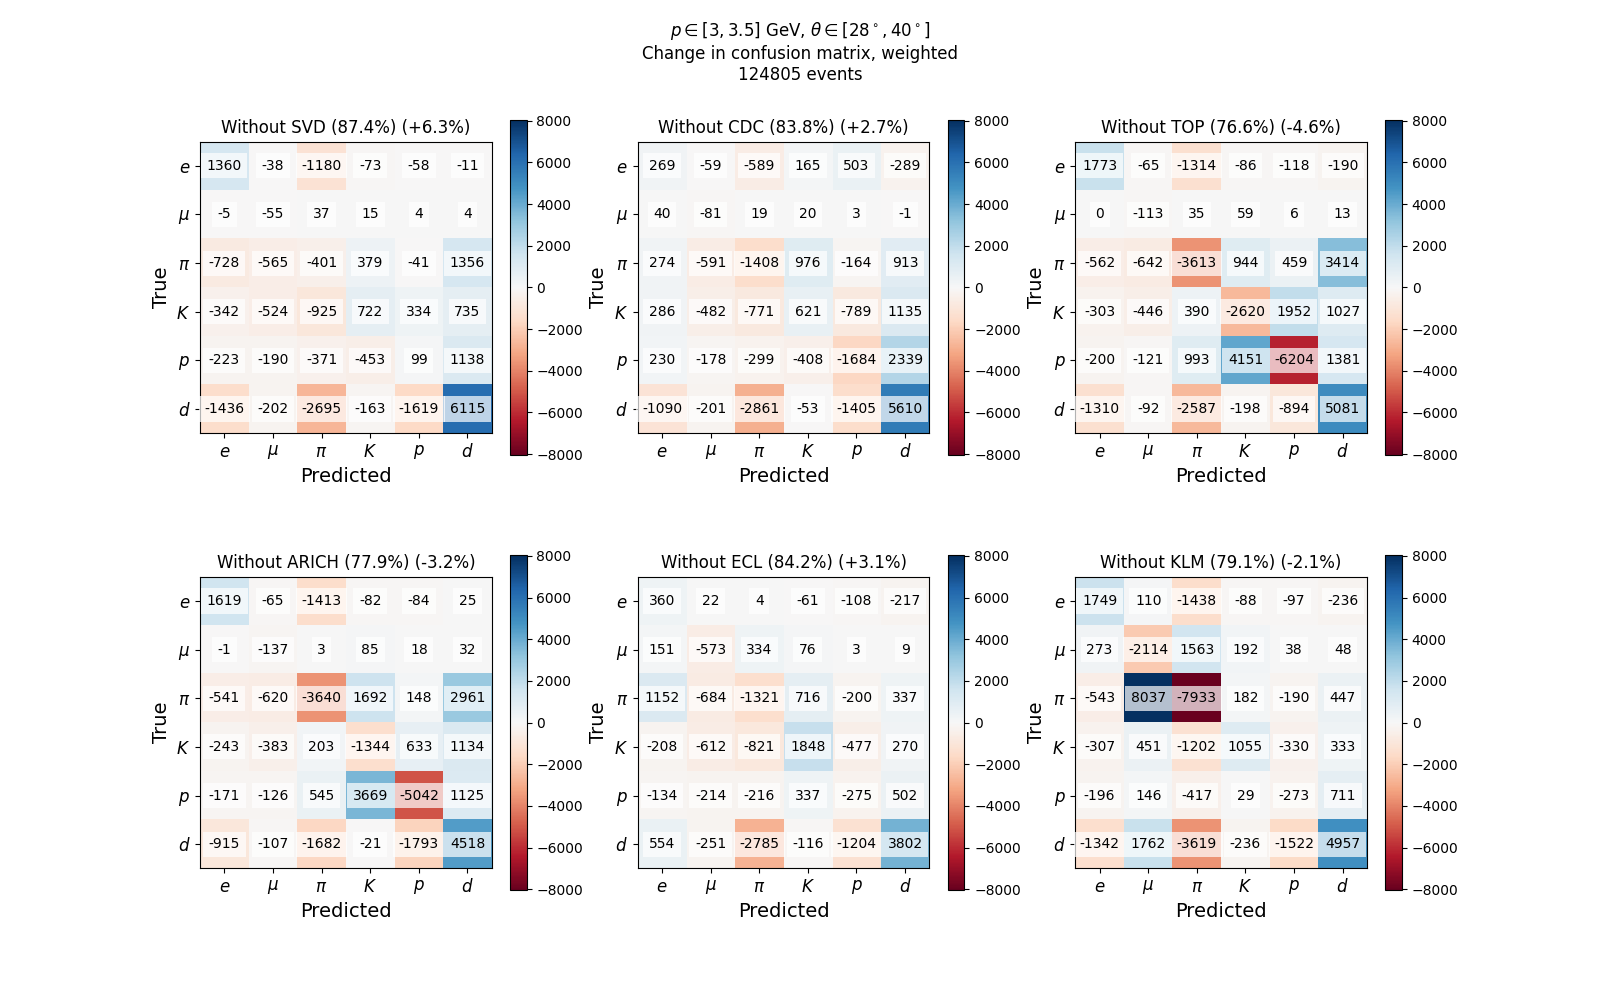 p ∈ [3, 3.5] GeV, θ ∈ [28°, 40°]
Change in confusion matrix, weighted
124805 events
Without SVD (87.4%) (+6.3%)
e 1360 -38 -1180 -73 -58 -11
μ -5 -55 37 15 4 4
π -728 -565 -401 379 -41 1356
K -342 -524 -925 722 334 735
p -223 -190 -371 -453 99 1138
d -1436 -202 -2695 -163 -1619 6115
e μ π K p d
Predicted
True
8000
6000
4000
2000
0
−2000
−4000
−6000
−8000
Without CDC (83.8%) (+2.7%)
e 269 -59 -589 165 503 -289
μ 40 -81 19 20 3 -1
π 274 -591 -1408 976 -164 913
K 286 -482 -771 621 -789 1135
p 230 -178 -299 -408 -1684 2339
d -1090 -201 -2861 -53 -1405 5610
e μ π K p d
Predicted
True
8000
6000
4000
2000
0
−2000
−4000
−6000
−8000
Without TOP (76.6%) (-4.6%)
e 1773 -65 -1314 -86 -118 -190
μ 0 -113 35 59 6 13
π -562 -642 -3613 944 459 3414
K -303 -446 390 -2620 1952 1027
p -200 -121 993 4151 -6204 1381
d -1310 -92 -2587 -198 -894 5081
e μ π K p d
Predicted
True
8000
6000
4000
2000
0
−2000
−4000
−6000
−8000
Without ARICH (77.9%) (-3.2%)
e 1619 -65 -1413 -82 -84 25
μ -1 -137 3 85 18 32
π -541 -620 -3640 1692 148 2961
K -243 -383 203 -1344 633 1134
p -171 -126 545 3669 -5042 1125
d -915 -107 -1682 -21 -1793 4518
e μ π K p d
Predicted
True
8000
6000
4000
2000
0
−2000
−4000
−6000
−8000
Without ECL (84.2%) (+3.1%)
e 360 22 4 -61 -108 -217
μ 151 -573 334 76 3 9
π 1152 -684 -1321 716 -200 337
K -208 -612 -821 1848 -477 270
p -134 -214 -216 337 -275 502
d 554 -251 -2785 -116 -1204 3802
e μ π K p d
Predicted
True
8000
6000
4000
2000
0
−2000
−4000
−6000
−8000
Without KLM (79.1%) (-2.1%)
e 1749 110 -1438 -88 -97 -236
μ 273 -2114 1563 192 38 48
π -543 8037 -7933 182 -190 447
K -307 451 -1202 1055 -330 333
p -196 146 -417 29 -273 711
d -1342 1762 -3619 -236 -1522 4957
e μ π K p d
Predicted
True
8000
6000
4000
2000
0
−2000
−4000
−6000
−8000